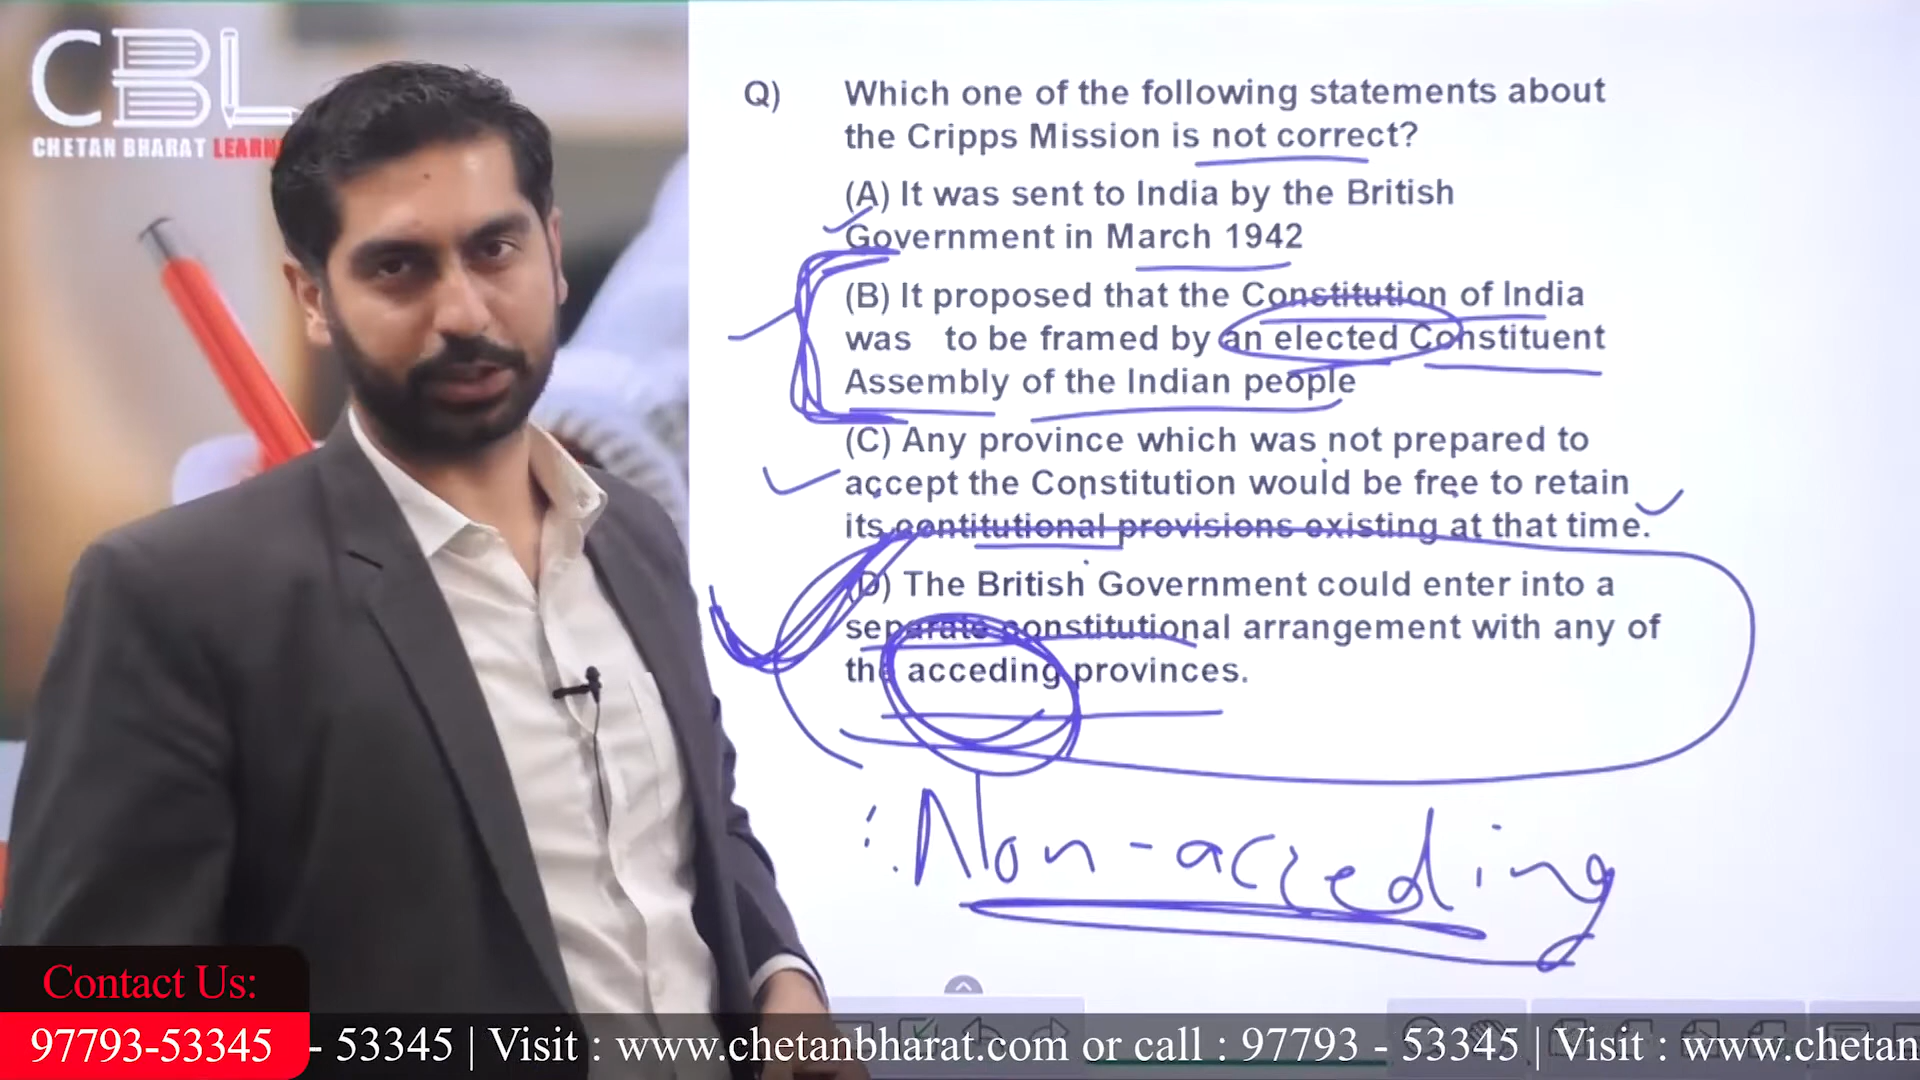 CBL
CHETAN BHARAT LEARN
Q) Which one of the following statements about
the Cripps Mission is not correct?
(A) It was sent to India by the British
Government in March 1942
(B) It proposed that the Constitution of India
was to be framed by an elected Constituent
Assembly of the Indian people
(C) Any province which was not prepared to
accept the Constitution would be free to retain
its contitutional provisions existing at that time.
(D) The British Government could enter into a
separate constitutional arrangement with any of
the acceding provinces.
Non-acceding
Contact Us:
97793-53345
- 53345 | Visit : www.chetanbharat.com or call : 97793 - 53345 | Visit : www.chetan